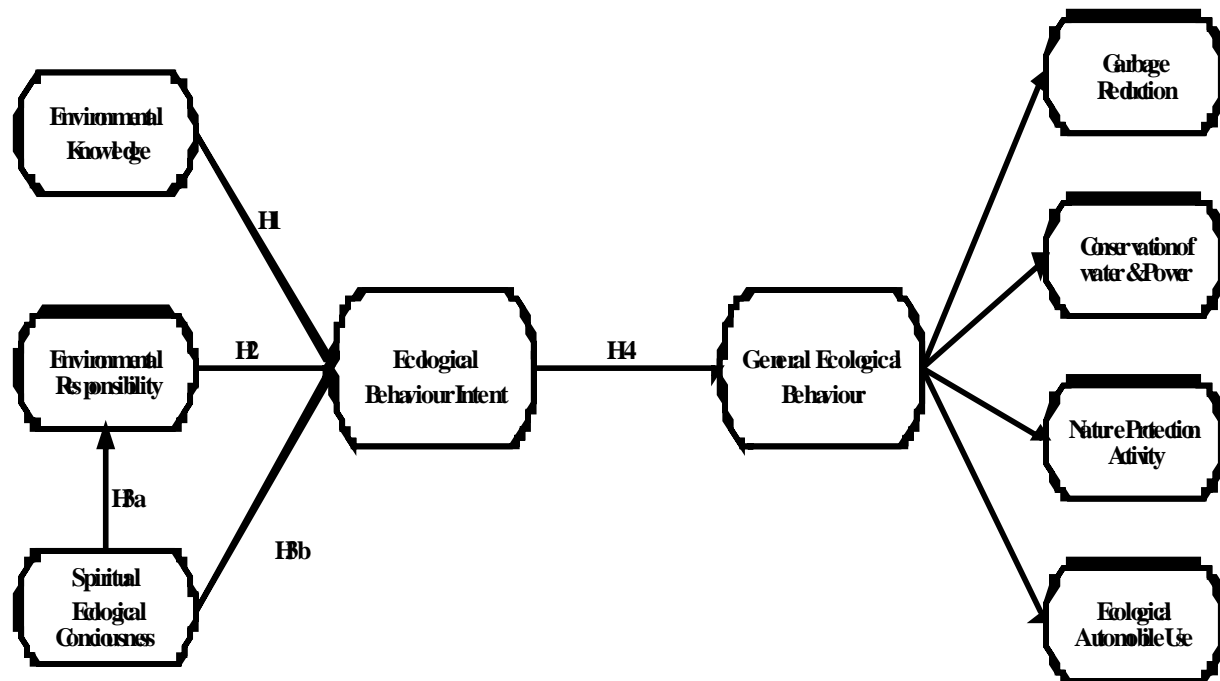 Environmental
Knowledge
H1
Environmental
Responsibility
H2
H3a
Spiritual
Ecological
Conciousness
H3b
Ecological
Behaviour Intent
H4
General Ecological
Behaviour
Garbage
Reduction
Conservation of
water & Power
Nature Protection
Activity
Ecological
Automobile Use